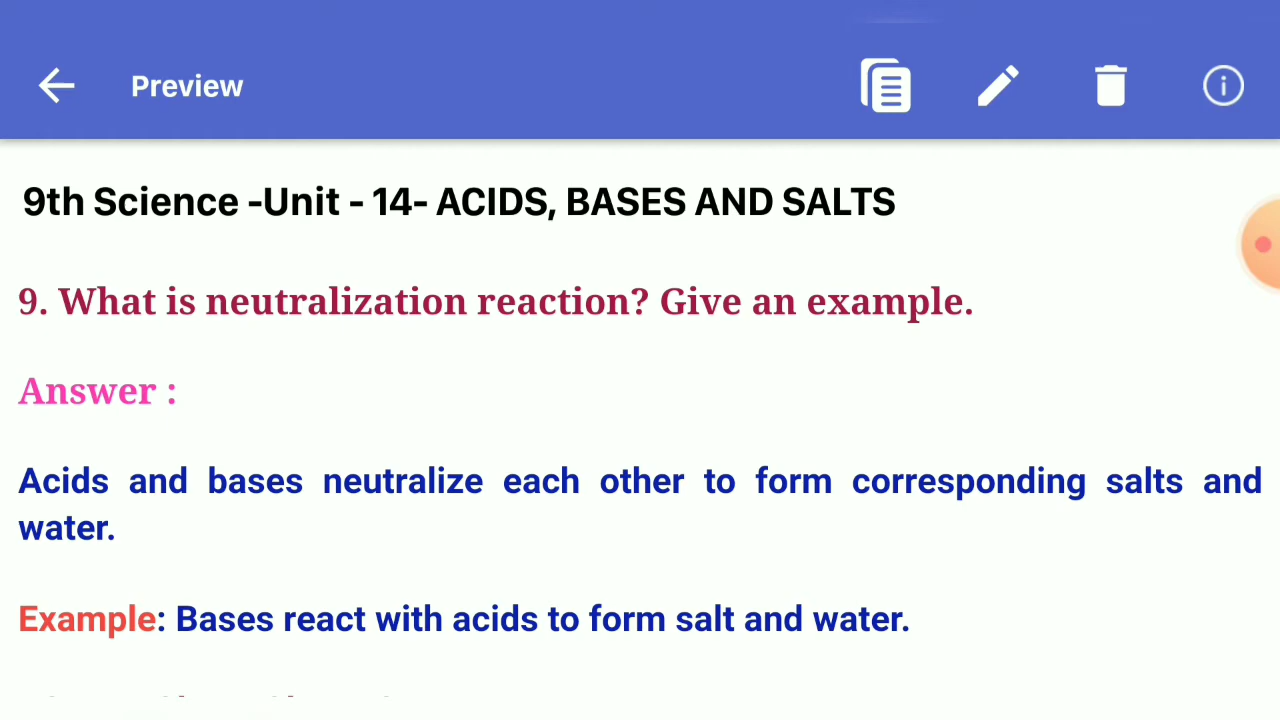 Preview
9th Science -Unit - 14- ACIDS, BASES AND SALTS
9. What is neutralization reaction? Give an example.
Answer :
Acids and bases neutralize each other to form corresponding salts and
water.
Example: Bases react with acids to form salt and water.